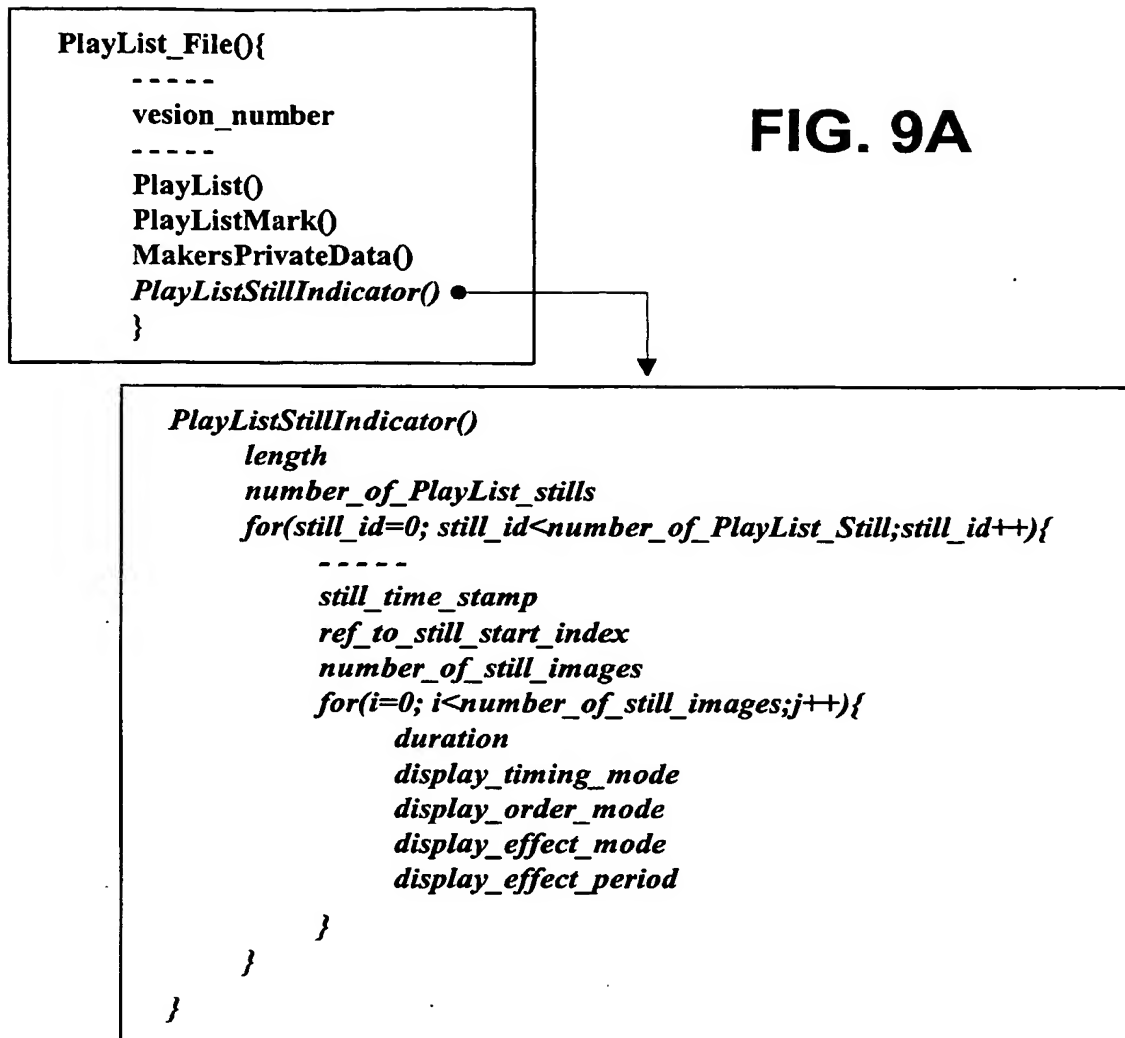 PlayList_File(){
- - - - -
vesion_number
- - - - -
PlayList()
PlayListMark()
MakersPrivateData()
PlayListStillIndicator()
}
FIG. 9A
PlayListStillIndicator()
length
number_of_PlayList_stills
for(still_id=0; still_id<number_of_PlayList_Still;still_id++){
- - - - -
still_time_stamp
ref_to_still_start_index
number_of_still_images
for(i=0; i<number_of_still_images;j++){
duration
display_timing_mode
display_order_mode
display_effect_mode
display_effect_period
}
}
}